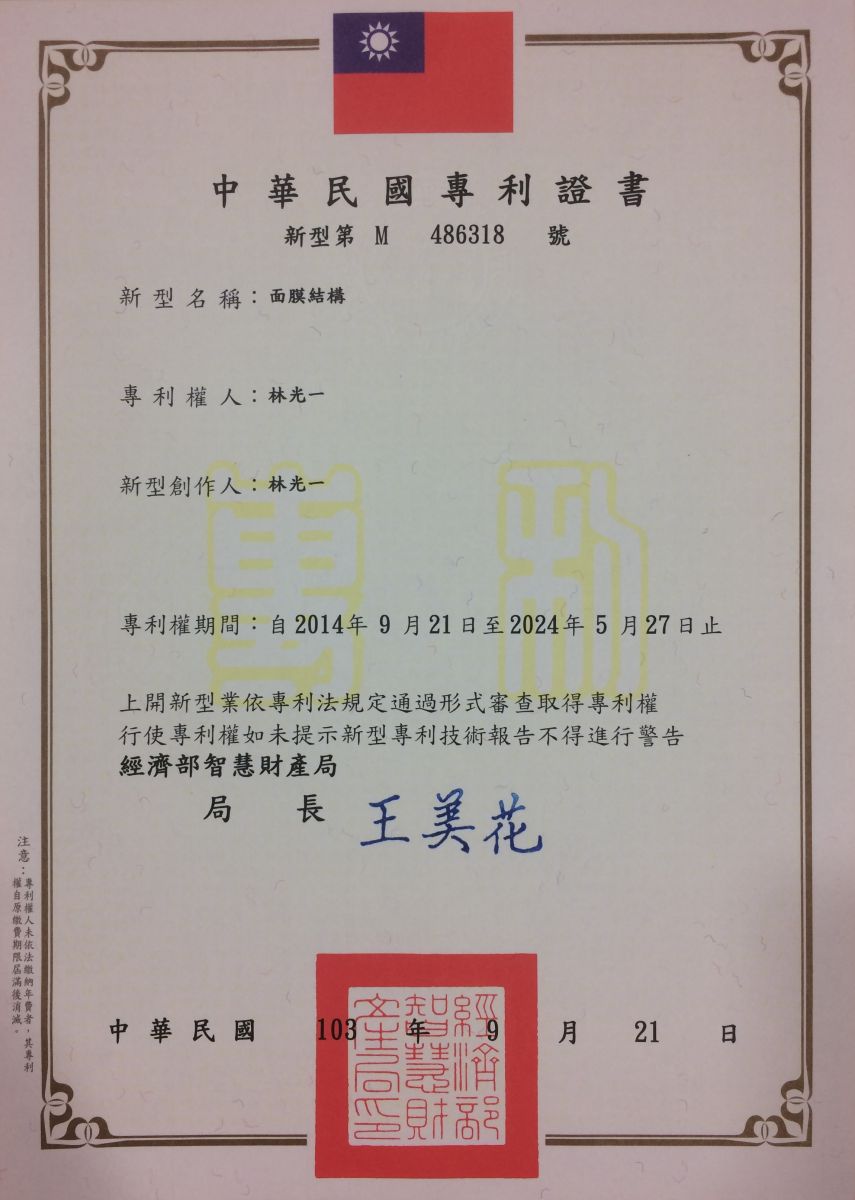 中華民國專利證書
新型第 M 486318 號
新型名稱：面膜結構
專利權人：林光一
新型創作人：林光一
專利
專利權期間：自2014年 9 月21日至2024年 5 月27日止
上開新型業依專利法規定通過形式審查取得專利權
行使專利權如未提示新型專利技術報告不得進行警告
經濟部智慧財產局
局長 王美花
注意：專利權人未依法繳納年費者，其專利
權自原繳費期限屆滿後消滅。
中華民國 103 年 9 月 21 日
經濟部
智慧財
產局印